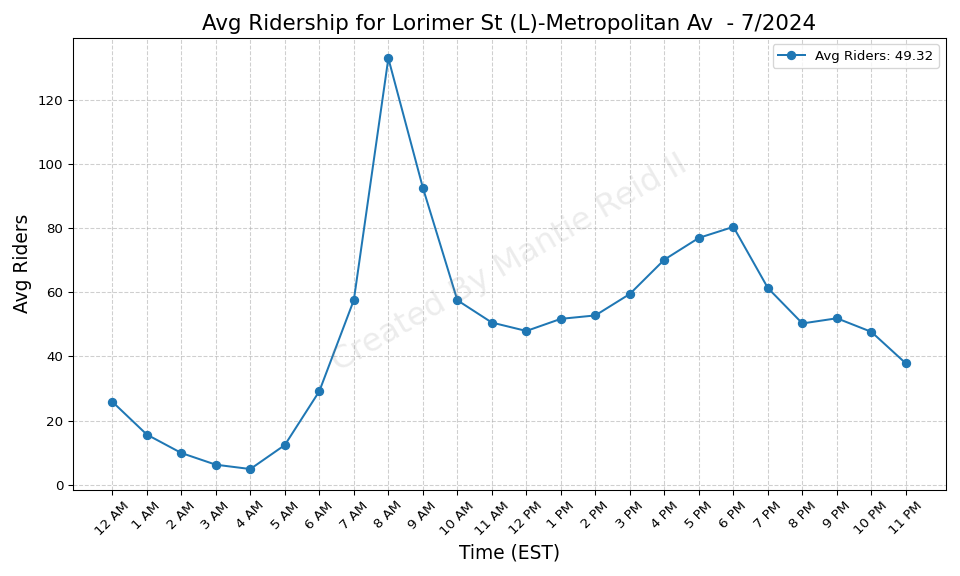 Avg Ridership for Lorimer St (L)-Metropolitan Av  - 7/2024
Avg Riders: 49.32
120
100
80
60
40
20
0
Avg Riders
Created By Mantie Reid II
12 AM
1 AM
2 AM
3 AM
4 AM
5 AM
6 AM
7 AM
8 AM
9 AM
10 AM
11 AM
12 PM
1 PM
2 PM
3 PM
4 PM
5 PM
6 PM
7 PM
8 PM
9 PM
10 PM
11 PM
Time (EST)